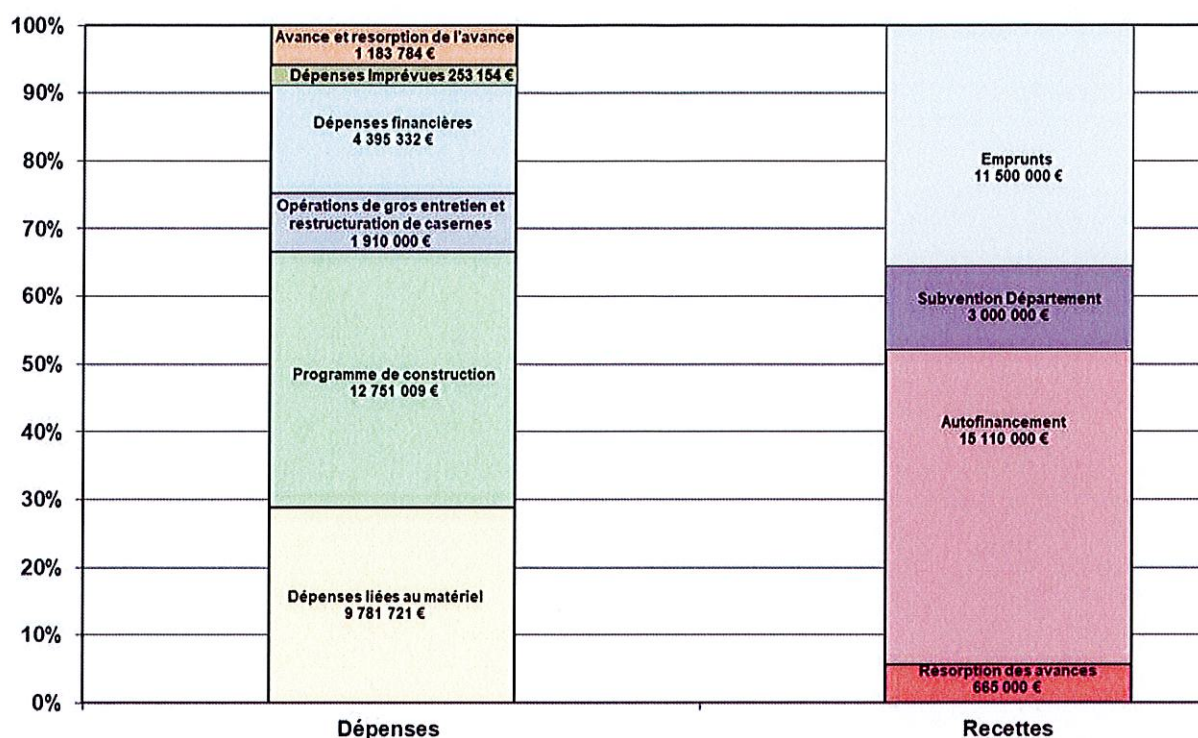 100%
90%
80%
70%
60%
50%
40%
30%
20%
10%
0%
Avance et resorption de l'avance
1 183 784 €
Dépenses Imprévues 253 154 €
Dépenses financières
4 395 332 €
Opérations de gros entretien et
restructuration de casernes
1 910 000 €
Programme de construction
12 751 009 €
Dépenses liées au matériel
9 781 721 €
Emprunts
11 500 000 €
Subvention Département
3 000 000 €
Autofinancement
15 110 000 €
Résorption des avances
665 000 €
Dépenses
Recettes